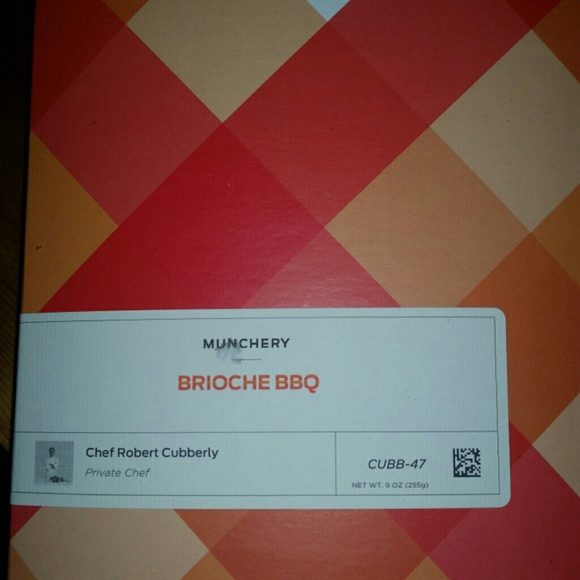 MUNCHERY
BRIOCHE BBQ
Chef Robert Cubberly
Private Chef
CUBB-47
NET WT. 9 OZ (255g)